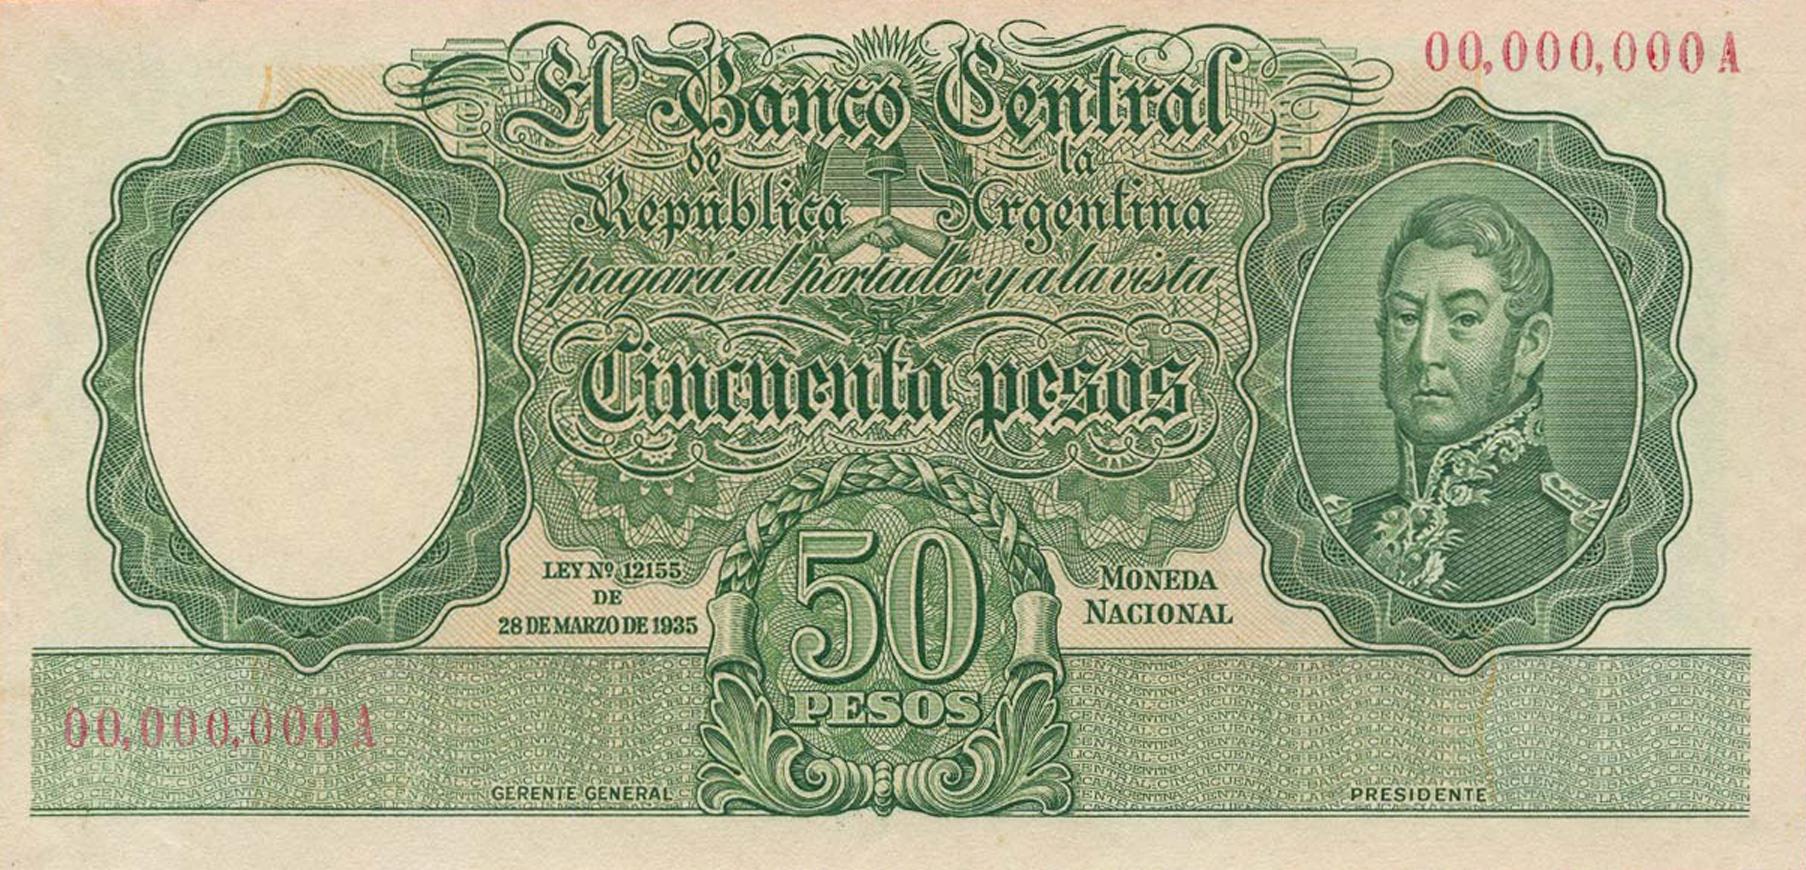 00,000,000 A
El Banco Central
de la
República Argentina
pagará al portador y a la vista
Cincuenta pesos
LEY Nº 12155
DE
28 DE MARZO DE 1935
50
PESOS
MONEDA
NACIONAL
00,000,000 A
GERENTE GENERAL
PRESIDENTE